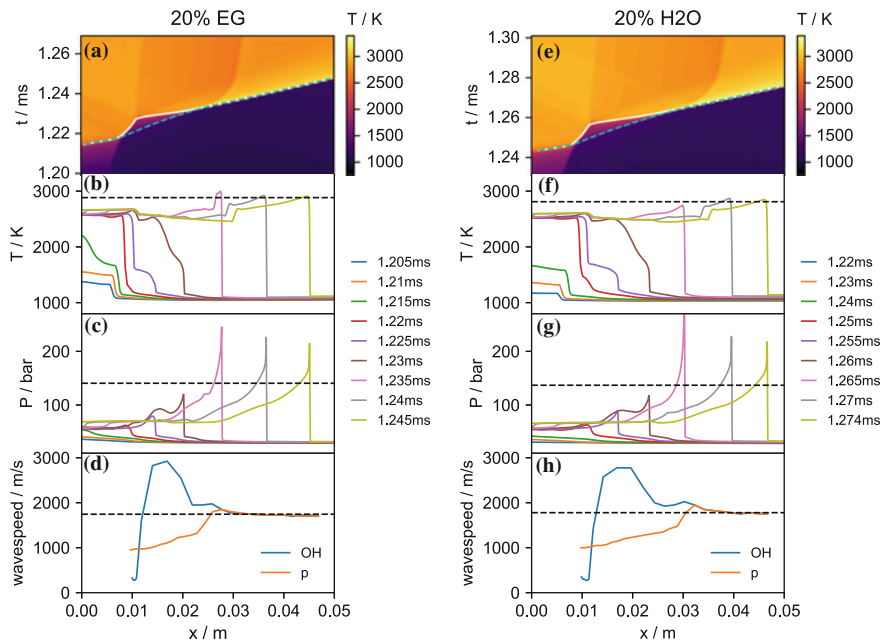 20% EG
20% H2O
(a)
T / K
t / ms
1.26
1.24
1.22
1.20
3000
2000
1000
(e)
T / K
t / ms
1.30
1.28
1.26
1.24
3000
2000
1000
(b)
T / K
3000
2000
1000
(f)
T / K
3000
2000
1000
1.205ms
1.21ms
1.215ms
1.22ms
1.225ms
1.23ms
1.235ms
1.24ms
1.245ms
1.22ms
1.23ms
1.24ms
1.25ms
1.255ms
1.26ms
1.265ms
1.27ms
1.274ms
(c)
P / bar
200
100
(g)
P / bar
200
100
(d)
wavespeed / m/s
3000
2000
1000
0
OH
p
0.00 0.01 0.02 0.03 0.04 0.05
x / m
(h)
wavespeed / m/s
3000
2000
1000
0
OH
p
0.00 0.01 0.02 0.03 0.04 0.05
x / m